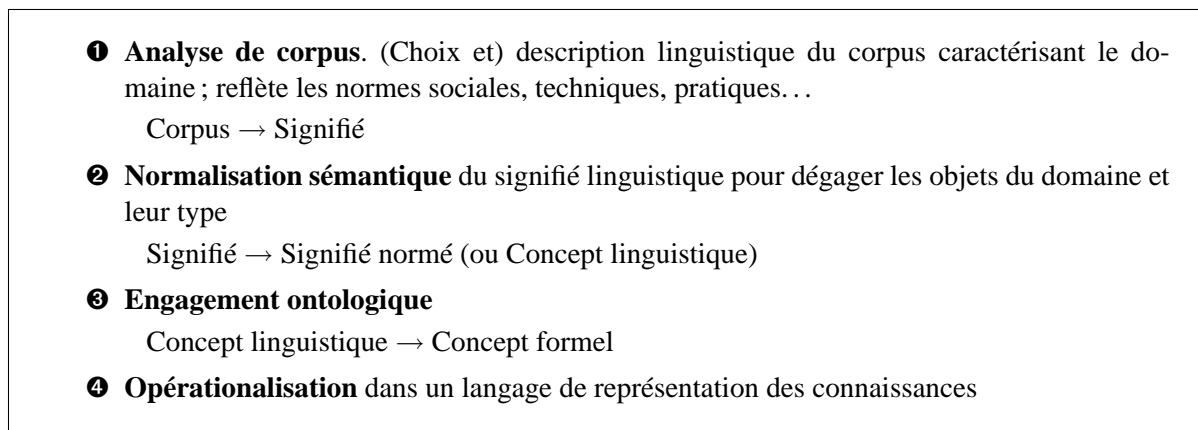 ❶ Analyse de corpus. (Choix et) description linguistique du corpus caractérisant le do-
maine ; reflète les normes sociales, techniques, pratiques…
Corpus → Signifié
❷ Normalisation sémantique du signifié linguistique pour dégager les objets du domaine et
leur type
Signifié → Signifié normé (ou Concept linguistique)
❸ Engagement ontologique
Concept linguistique → Concept formel
❹ Opérationalisation dans un langage de représentation des connaissances